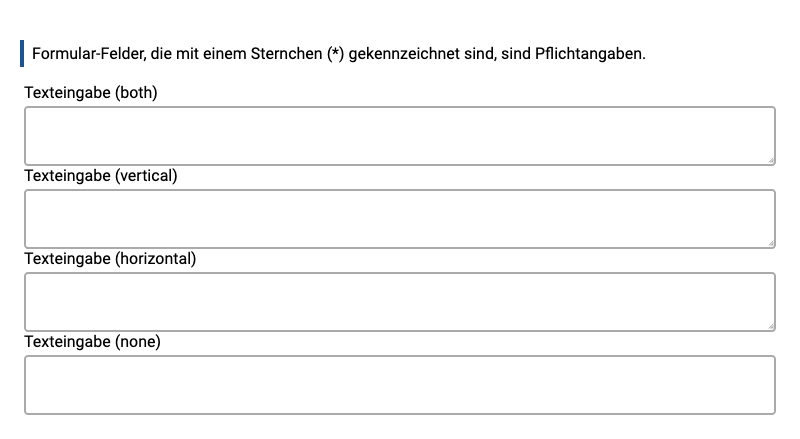 Formular-Felder, die mit einem Sternchen (*) gekennzeichnet sind, sind Pflichtangaben.
Texteingabe (both)
Texteingabe (vertical)
Texteingabe (horizontal)
Texteingabe (none)